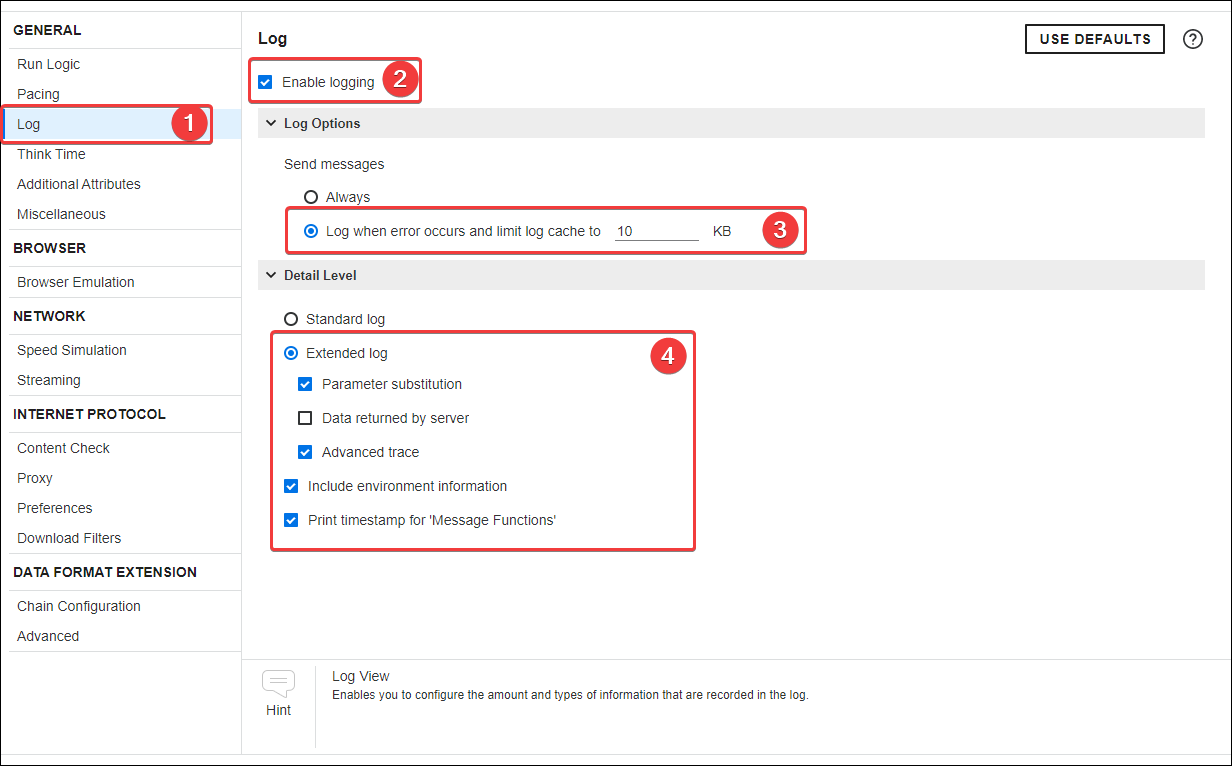 GENERAL
Run Logic
Pacing
Log
1
Think Time
Additional Attributes
Miscellaneous
BROWSER
Browser Emulation
NETWORK
Speed Simulation
Streaming
INTERNET PROTOCOL
Content Check
Proxy
Preferences
Download Filters
DATA FORMAT EXTENSION
Chain Configuration
Advanced
Log
USE DEFAULTS
?
Enable logging
2
Log Options
Send messages
Always
Log when error occurs and limit log cache to 10 KB
3
Detail Level
Standard log
Extended log
4
Parameter substitution
Data returned by server
Advanced trace
Include environment information
Print timestamp for 'Message Functions'
Hint
Log View
Enables you to configure the amount and types of information that are recorded in the log.